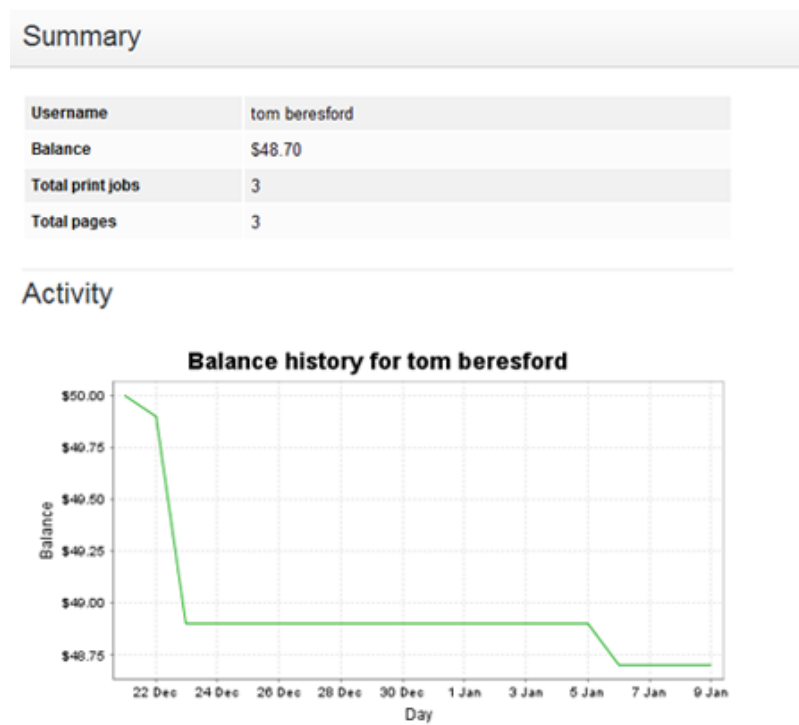 Summary
Username tom beresford
Balance $48.70
Total print jobs 3
Total pages 3
Activity
Balance history for tom beresford
$50.00
$49.75
$49.50
$49.25
$49.00
$48.75
Balance
22 Dec 24 Dec 26 Dec 28 Dec 30 Dec 1 Jan 3 Jan 5 Jan 7 Jan 9 Jan
Day